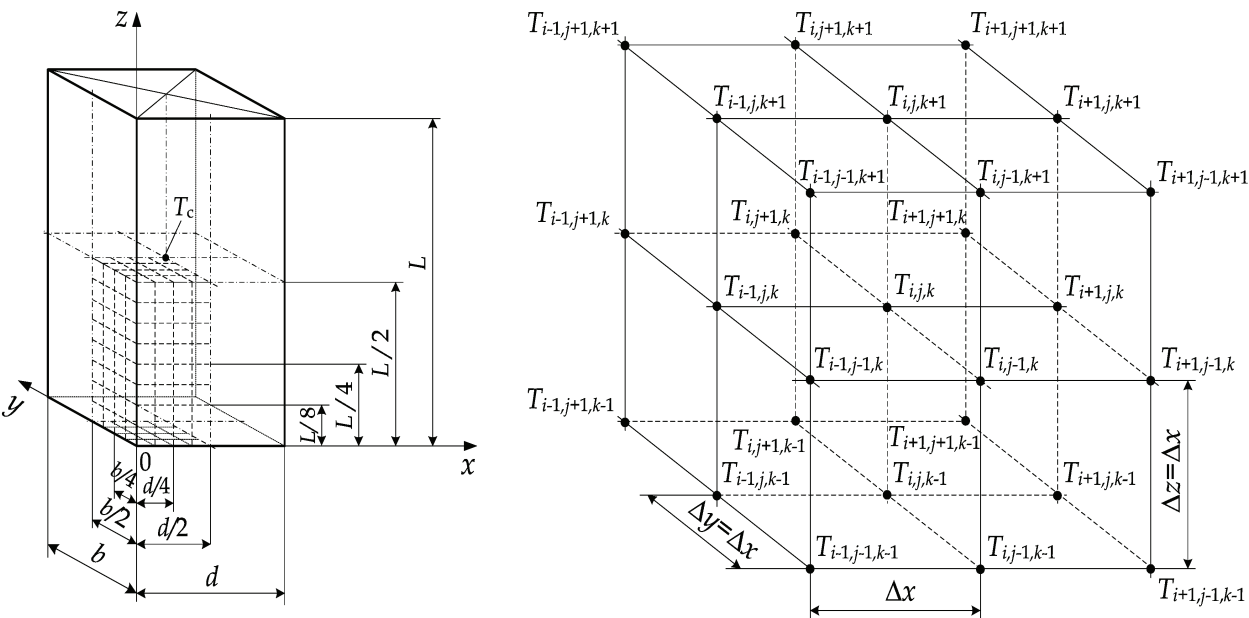 z
T_c
L
L/2
L/4
L/8
y
0
x
b/4
d/4
b/2
d/2
b
d
T_{i-1,j+1,k+1} T_{i,j+1,k+1} T_{i+1,j+1,k+1}
T_{i-1,j,k+1} T_{i,j,k+1} T_{i+1,j,k+1}
T_{i-1,j-1,k+1} T_{i,j-1,k+1} T_{i+1,j-1,k+1}
T_{i-1,j+1,k} T_{i,j+1,k} T_{i+1,j+1,k}
T_{i-1,j,k} T_{i,j,k} T_{i+1,j,k}
T_{i-1,j-1,k} T_{i,j-1,k} T_{i+1,j-1,k}
T_{i-1,j+1,k-1} T_{i,j+1,k-1} T_{i+1,j+1,k-1}
T_{i-1,j,k-1} T_{i,j,k-1} T_{i+1,j,k-1}
Δz=Δx
Δy=Δx
T_{i-1,j-1,k-1} T_{i,j-1,k-1} T_{i+1,j-1,k-1}
Δx